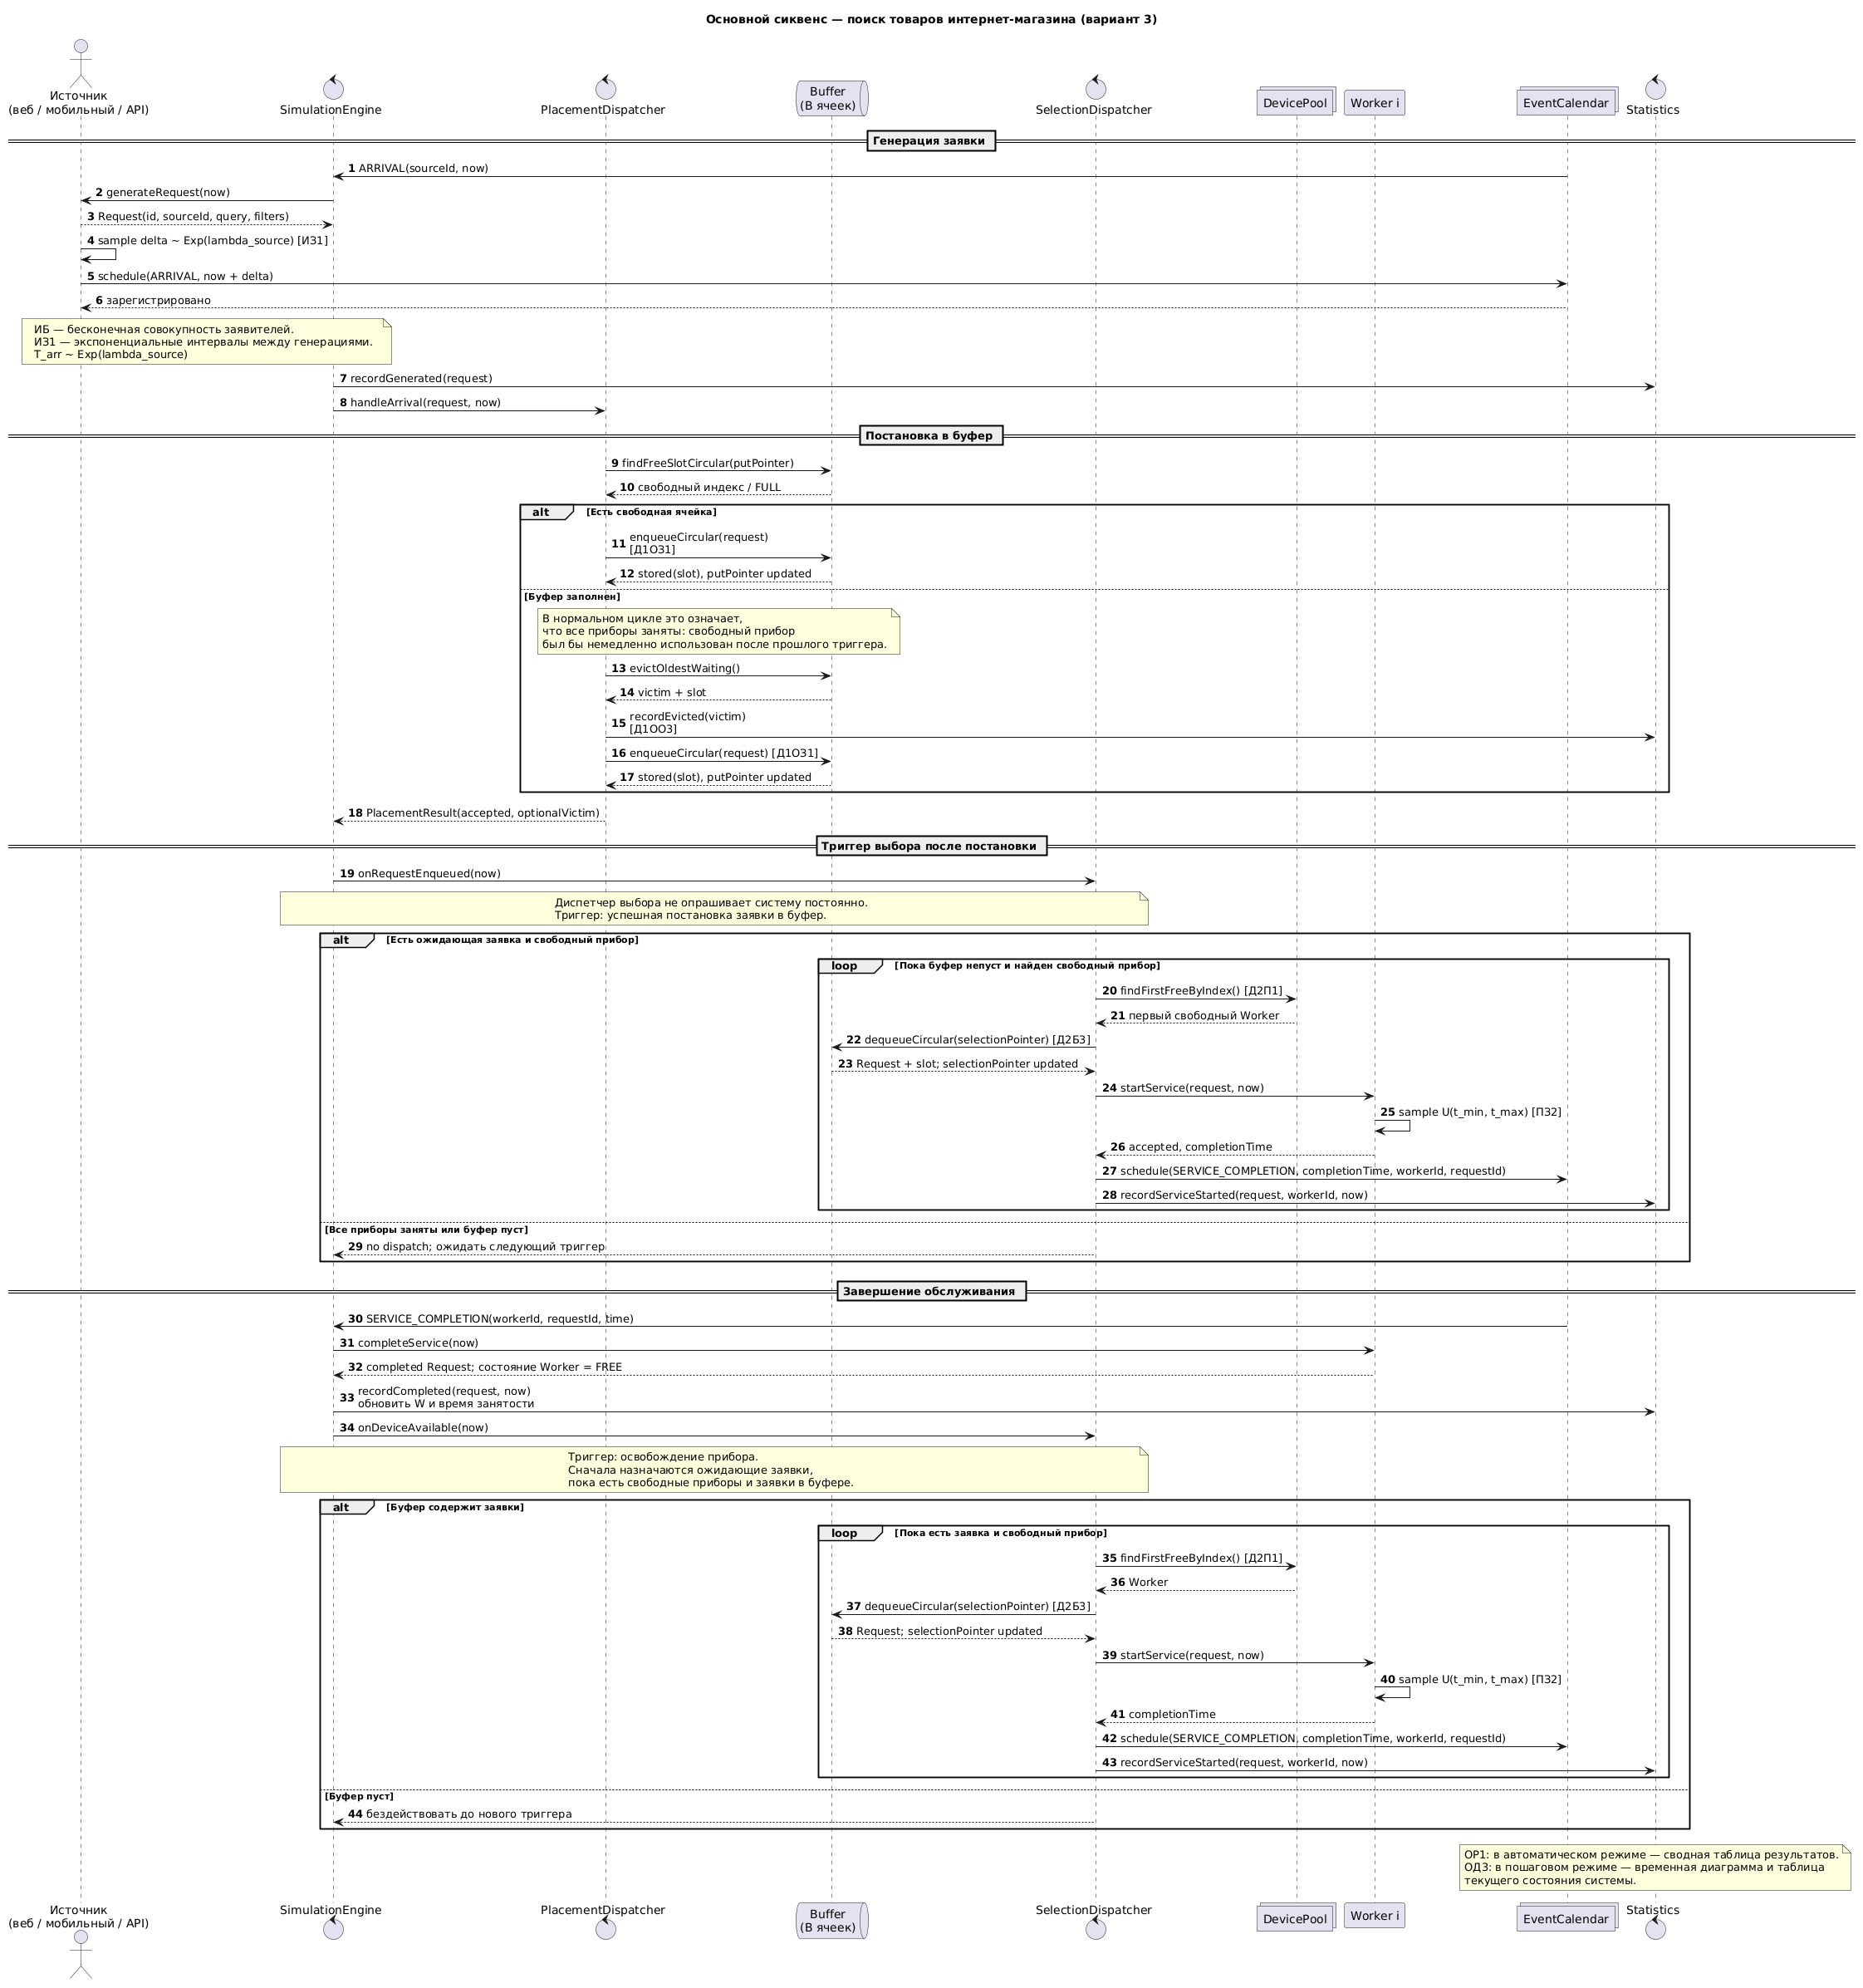 Основной сиквенс — поиск товаров интернет-магазина (вариант 3)
Источник
(веб / мобильный / API)
SimulationEngine
PlacementDispatcher
Buffer
(В ячеек)
SelectionDispatcher
DevicePool
Worker i
EventCalendar
Statistics
Генерация заявки
1 ARRIVAL(sourceId, now)
2 generateRequest(now)
3 Request(id, sourceId, query, filters)
4 sample delta ~ Exp(lambda_source) [ИЗ1]
5 schedule(ARRIVAL, now + delta)
6 зарегистрировано
ИБ — бесконечная совокупность заявителей.
ИЗ1 — экспоненциальные интервалы между генерациями.
T_arr ~ Exp(lambda_source)
7 recordGenerated(request)
8 handleArrival(request, now)
Постановка в буфер
9 findFreeSlotCircular(putPointer)
10 свободный индекс / FULL
alt [Есть свободная ячейка]
11 enqueueCircular(request)
[Д1ОЗ1]
12 stored(slot), putPointer updated
[Буфер заполнен]
В нормальном цикле это означает,
что все приборы заняты: свободный прибор
был бы немедленно использован после прошлого триггера.
13 evictOldestWaiting()
14 victim + slot
15 recordEvicted(victim)
[Д1ОО3]
16 enqueueCircular(request) [Д1ОЗ1]
17 stored(slot), putPointer updated
18 PlacementResult(accepted, optionalVictim)
Триггер выбора после постановки
19 onRequestEnqueued(now)
Диспетчер выбора не опрашивает систему постоянно.
Триггер: успешная постановка заявки в буфер.
alt [Есть ожидающая заявка и свободный прибор]
loop [Пока буфер непуст и найден свободный прибор]
20 findFirstFreeByIndex() [Д2П1]
21 первый свободный Worker
22 dequeueCircular(selectionPointer) [Д2Б3]
23 Request + slot; selectionPointer updated
24 startService(request, now)
25 sample U(t_min, t_max) [ПЗ2]
26 accepted, completionTime
27 schedule(SERVICE_COMPLETION, completionTime, workerId, requestId)
28 recordServiceStarted(request, workerId, now)
[Все приборы заняты или буфер пуст]
29 no dispatch; ожидать следующий триггер
Завершение обслуживания
30 SERVICE_COMPLETION(workerId, requestId, time)
31 completeService(now)
32 completed Request; состояние Worker = FREE
33 recordCompleted(request, now)
обновить W и время занятости
34 onDeviceAvailable(now)
Триггер: освобождение прибора.
Сначала назначаются ожидающие заявки,
пока есть свободные приборы и заявки в буфере.
alt [Буфер содержит заявки]
loop [Пока есть заявка и свободный прибор]
35 findFirstFreeByIndex() [Д2П1]
36 Worker
37 dequeueCircular(selectionPointer) [Д2Б3]
38 Request; selectionPointer updated
39 startService(request, now)
40 sample U(t_min, t_max) [ПЗ2]
41 completionTime
42 schedule(SERVICE_COMPLETION, completionTime, workerId, requestId)
43 recordServiceStarted(request, workerId, now)
[Буфер пуст]
44 бездействовать до нового триггера
ОР1: в автоматическом режиме — сводная таблица результатов.
ОД3: в пошаговом режиме — временная диаграмма и таблица
текущего состояния системы.
Источник
(веб / мобильный / API)
SimulationEngine
PlacementDispatcher
Buffer
(В ячеек)
SelectionDispatcher
DevicePool
Worker i
EventCalendar
Statistics